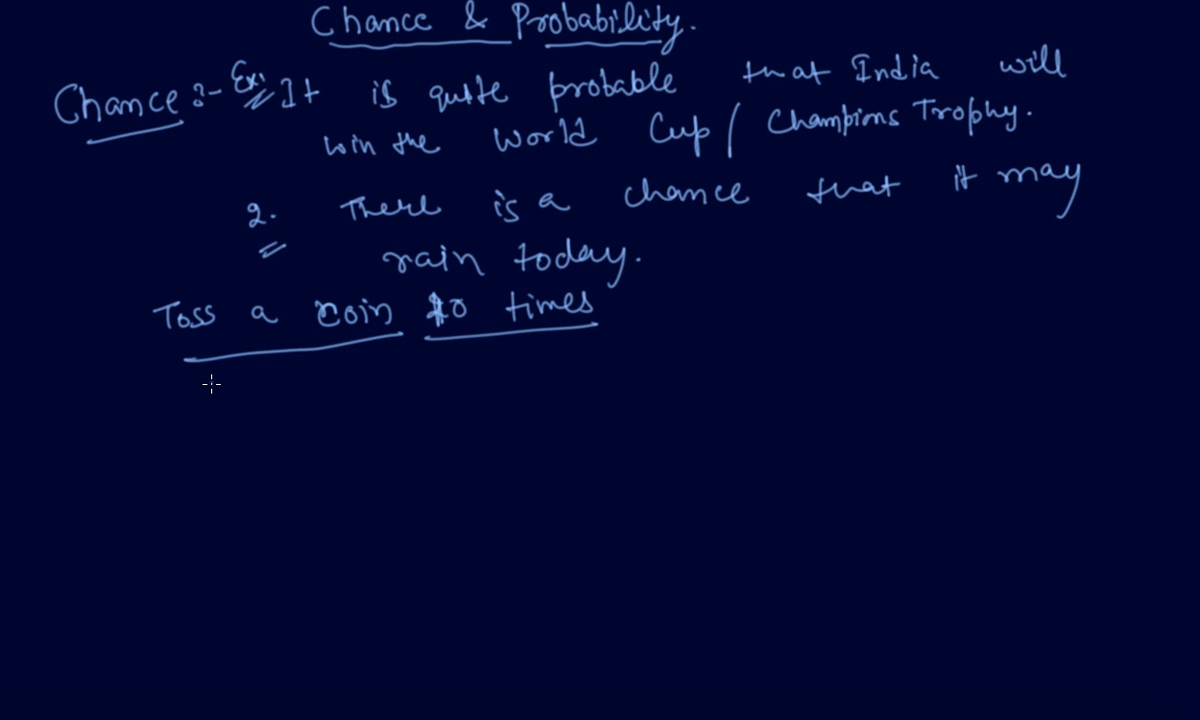 Chance & Probability.
Chance :- Ex. It is quite probable that India will
win the World Cup / Champions Trophy.
2. There is a chance that it may
rain today.
Toss a coin 10 times